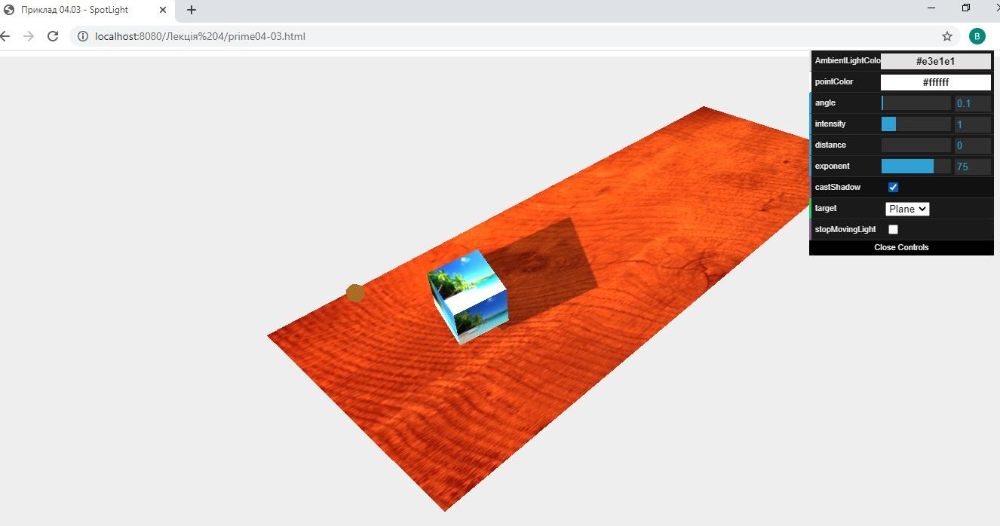 Приклад 04.03 - SpotLight
localhost:8080/Лекція%204/prime04-03.html
B
AmbientLightColo #e3e1e1
pointColor #ffffff
angle 0.1
intensity 1
distance 0
exponent 75
castShadow
target Plane
stopMovingLight
Close Controls